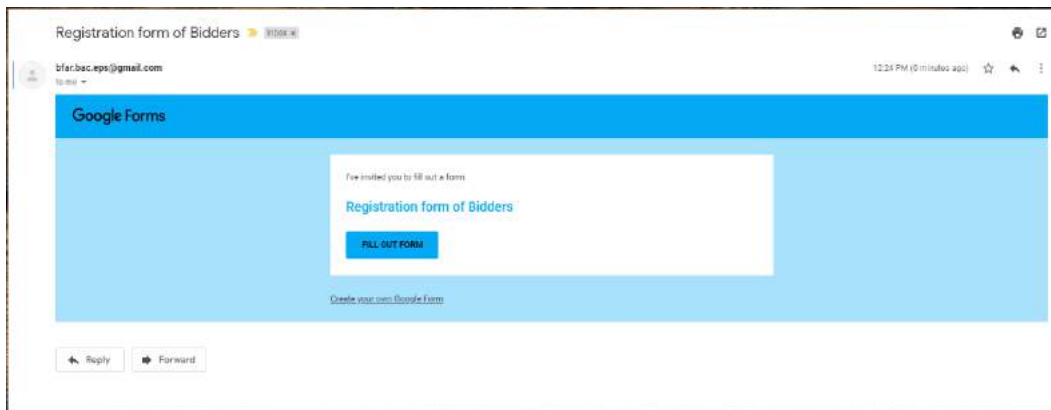 Registration form of Bidders
Inbox x
bfar.bac.eps@gmail.com
12:24 PM (0 minutes ago)
to me
Google Forms
I've invited you to fill out a form:
Registration form of Bidders
FILL OUT FORM
Create your own Google Form
Reply
Forward